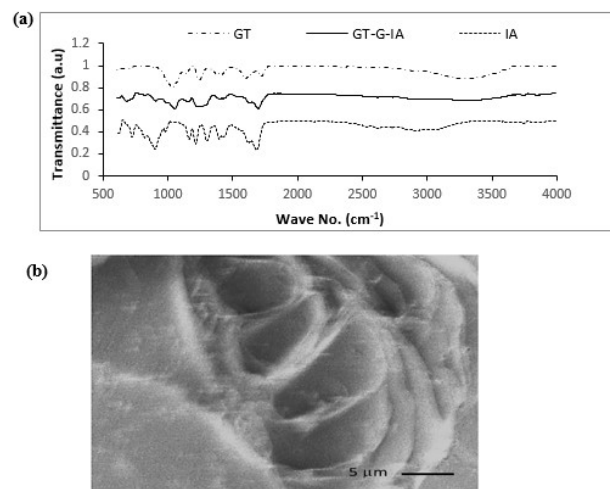 (a)
GT GT-G-IA IA
Transmittance (a.u)
1.2
1
0.8
0.6
0.4
0.2
0
500 1000 1500 2000 2500 3000 3500 4000
Wave No. (cm⁻¹)
(b)
5 μm